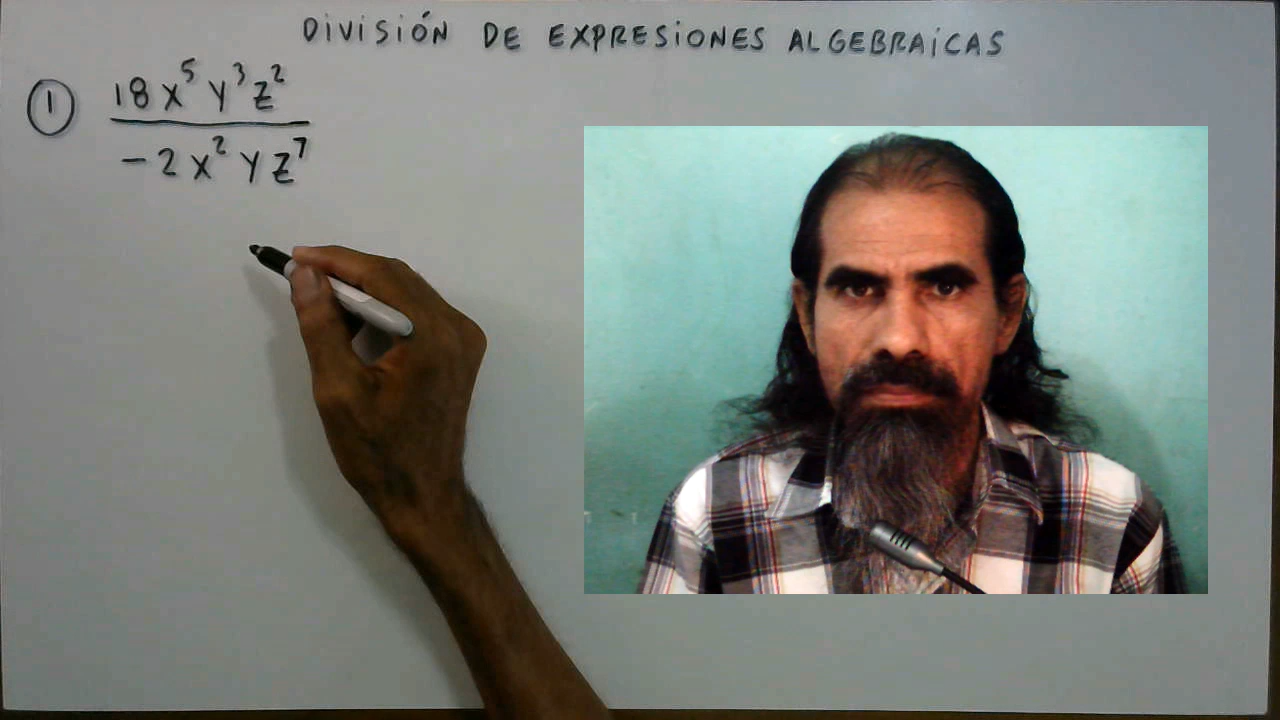 DIVISIÓN DE EXPRESIONES ALGEBRAICAS
① 18x⁵y³z²
-2x²yz⁷